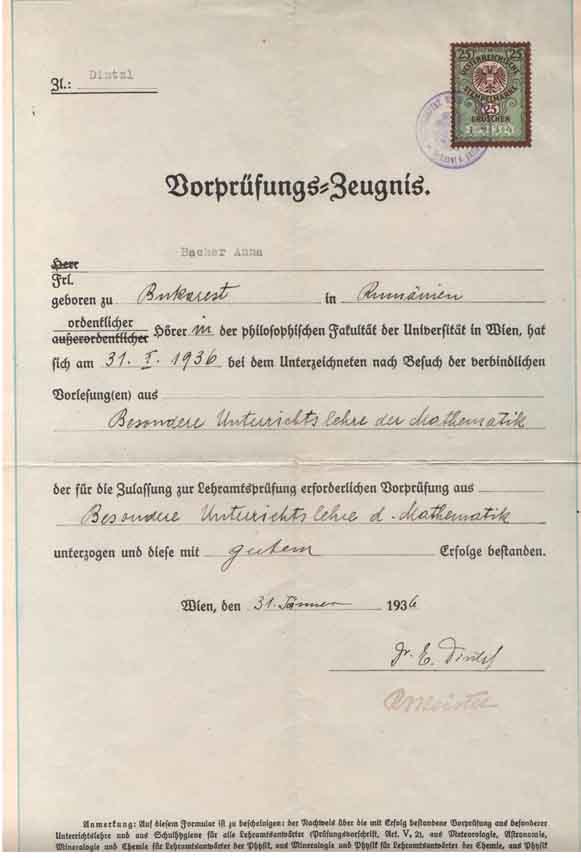 Zl.: Dintzl
25 25
ÖSTERREICHISCHE
STEMPELMARKE
25
GROSCHEN
Vorprüfungs-Zeugnis.
Bacher Anna
Herr
Frl.
geboren zu Bukarest in Rumänien
ordentlicher
außerordentlicher Hörer in der philosophischen Fakultät der Universität in Wien, hat
sich am 31. I. 1936 bei dem Unterzeichneten nach Besuch der verbindlichen
Vorlesung(en) aus
Besondere Unterrichtslehre der Mathematik
der für die Zulassung zur Lehramtsprüfung erforderlichen Vorprüfung aus
Besondere Unterrichtslehre d. Mathematik
unterzogen und diese mit gutem Erfolge bestanden.
Wien, den 31. Jänner 1936
Dr. E. Dintzl
RMeister
Anmerkung: Auf diesem Formular ist zu bescheinigen: der Nachweis über die mit Erfolg bestandene Vorprüfung aus besonderer
Unterrichtslehre und aus Schulhygiene für alle Lehramtsanwärter (Prüfungsvorschrift, Art. V, 2), aus Meteorologie, Astronomie,
Mineralogie und Chemie für Lehramtsanwärter der Physik, aus Mineralogie und Physik für Lehramtsanwärter der Chemie, aus Physik